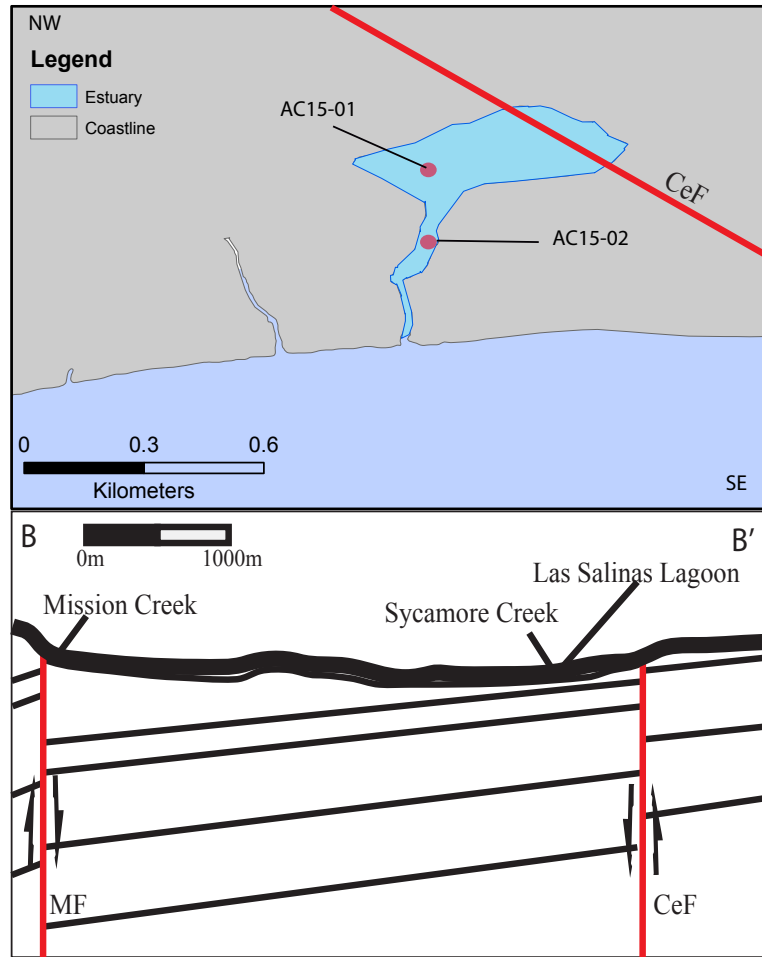 NW
Legend
Estuary
Coastline
AC15-01
CeF
AC15-02
0 0.3 0.6
Kilometers
SE
B
B'
0m 1000m
Las Salinas Lagoon
Mission Creek
Sycamore Creek
MF
CeF